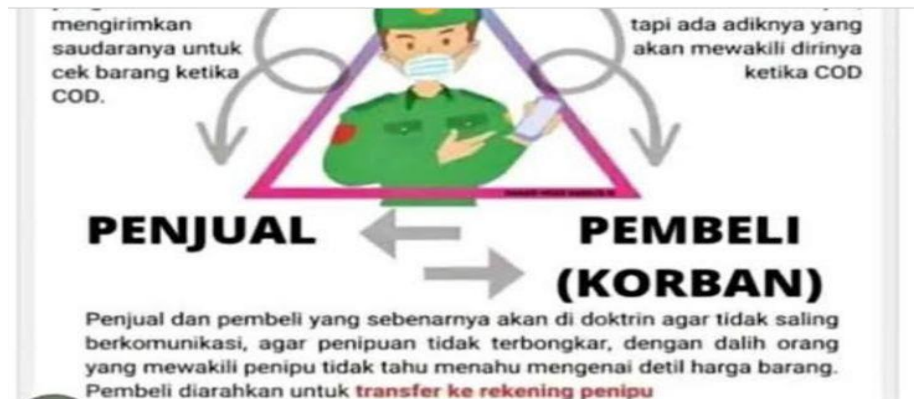 mengirimkan
saudaranya untuk
cek barang ketika
COD.
tapi ada adiknya yang
akan mewakili dirinya
ketika COD
PENJUAL
PEMBELI
(KORBAN)
Penjual dan pembeli yang sebenarnya akan di doktrin agar tidak saling
berkomunikasi, agar penipuan tidak terbongkar, dengan dalih orang
yang mewakili penipu tidak tahu menahu mengenai detil harga barang.
Pembeli diarahkan untuk transfer ke rekening penipu